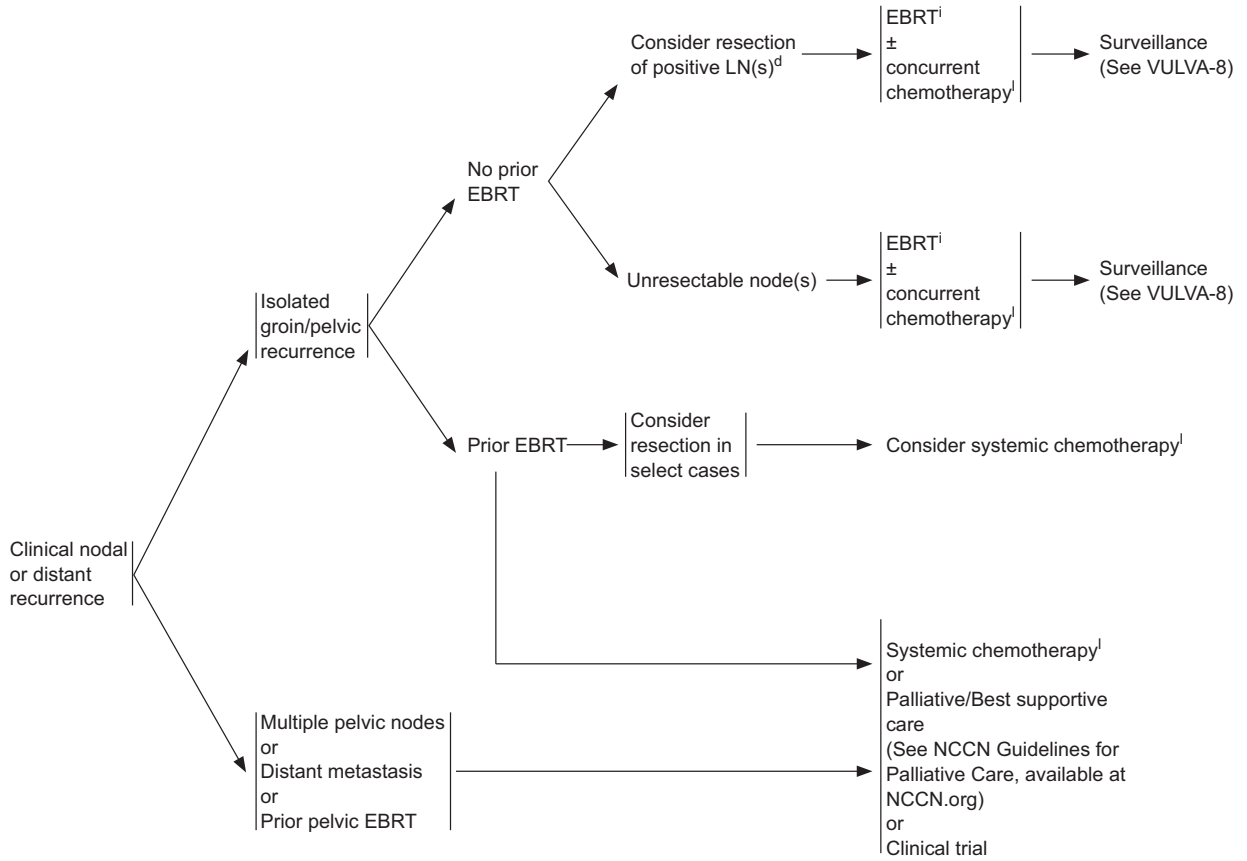 Consider resection
of positive LN(s)d
EBRTi
±
concurrent
chemotherapyl
Surveillance
(See VULVA-8)
No prior
EBRT
Unresectable node(s)
EBRTi
±
concurrent
chemotherapyl
Surveillance
(See VULVA-8)
Isolated
groin/pelvic
recurrence
Prior EBRT
Consider
resection in
select cases
Consider systemic chemotherapyl
Clinical nodal
or distant
recurrence
Multiple pelvic nodes
or
Distant metastasis
or
Prior pelvic EBRT
Systemic chemotherapyl
or
Palliative/Best supportive
care
(See NCCN Guidelines for
Palliative Care, available at
NCCN.org)
or
Clinical trial